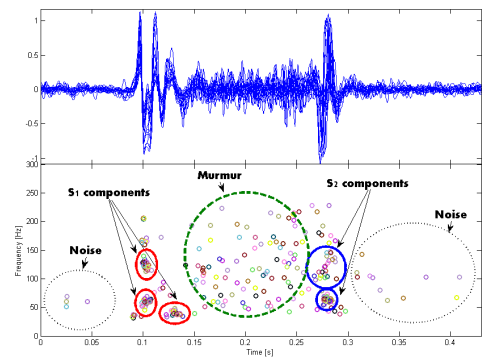 1
0.5
0
-0.5
-1
300
250
200
150
100
50
0
Frequency [Hz]
Murmur
S1 components
S2 components
Noise
Noise
0 0.05 0.1 0.15 0.2 0.25 0.3 0.35 0.4
Time [s]